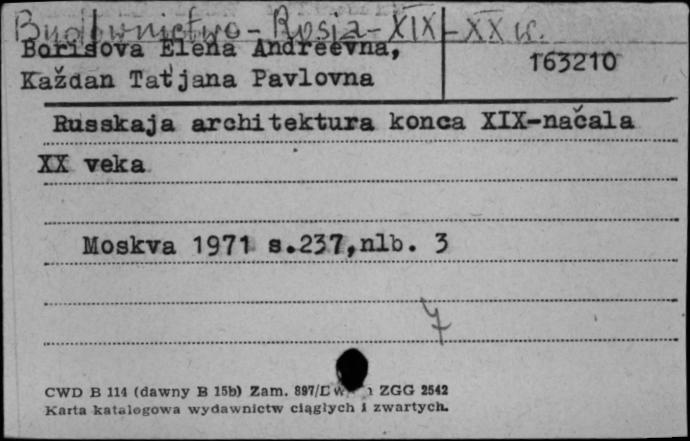 Budownictwo - Rosja - XIX - XX w.
Borisova Elena Andreevna,
163210
Każdan Tat'jana Pavlovna
Russkaja architektura konca XIX-načala
XX veka
Moskva 1971 s.237,nlb. 3
CWD B 114 (dawny B 15b) Zam. 897/ ZGG 2542
Karta katalogowa wydawnictw ciągłych i zwartych.